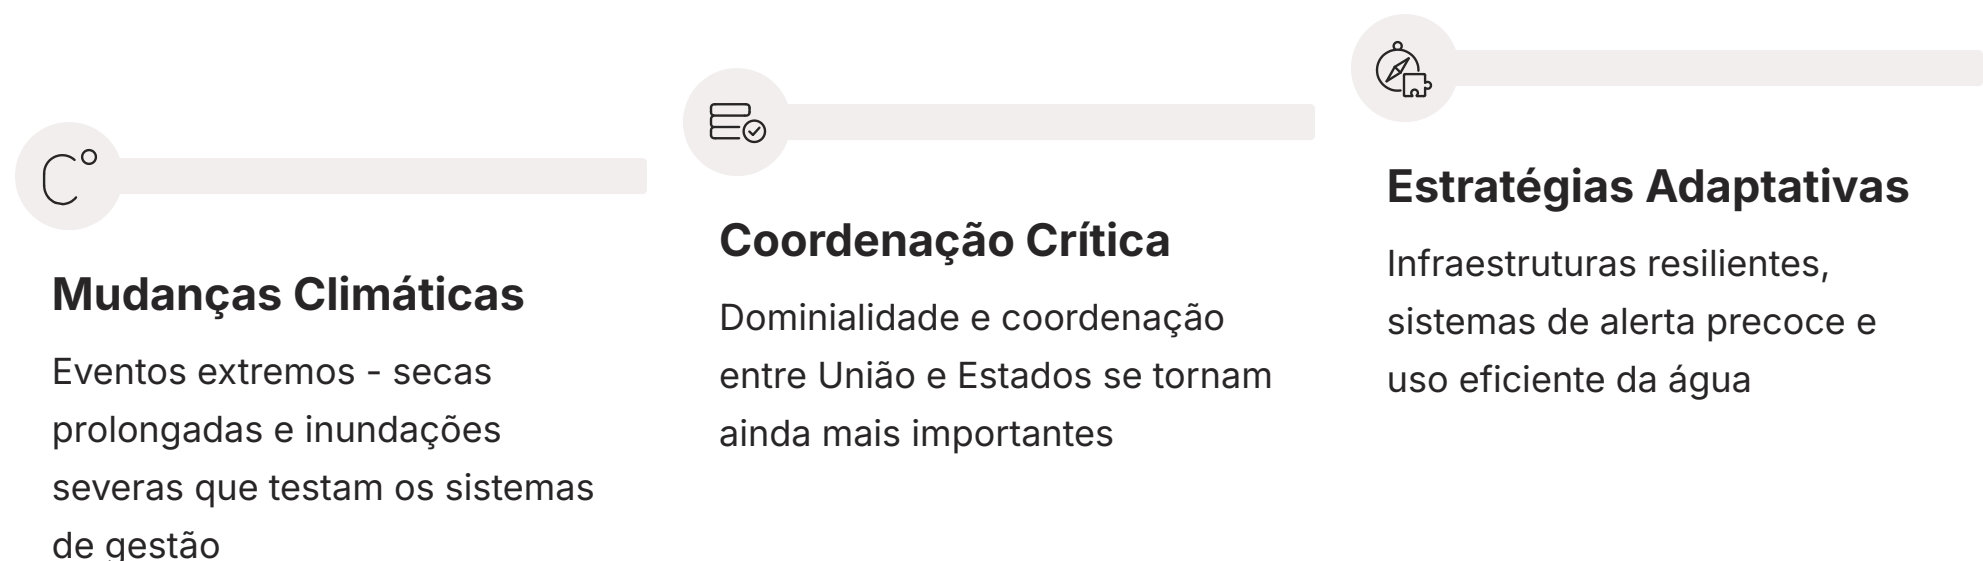 Mudanças Climáticas
Eventos extremos - secas
prolongadas e inundações
severas que testam os sistemas
de gestão
Coordenação Crítica
Dominialidade e coordenação
entre União e Estados se tornam
ainda mais importantes
Estratégias Adaptativas
Infraestruturas resilientes,
sistemas de alerta precoce e
uso eficiente da água